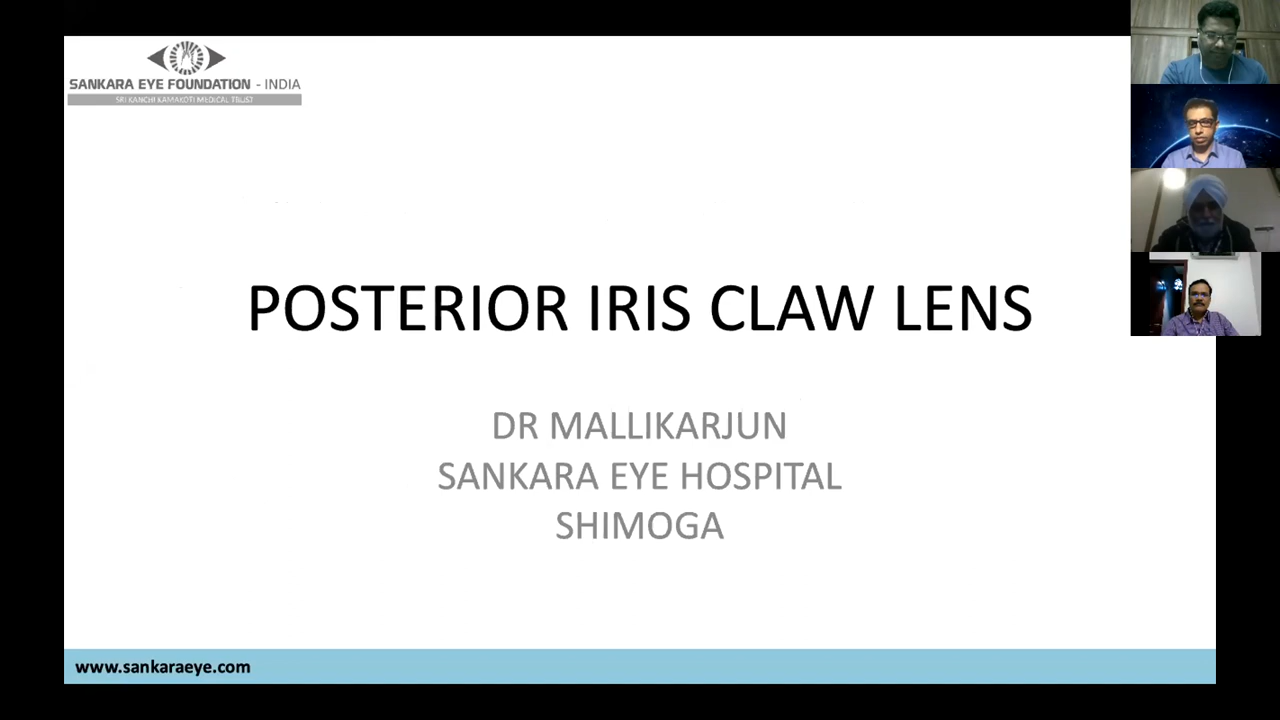 SANKARA EYE FOUNDATION - INDIA
SRI KANCHI KAMAKOTI MEDICAL TRUST
POSTERIOR IRIS CLAW LENS
DR MALLIKARJUN
SANKARA EYE HOSPITAL
SHIMOGA
www.sankaraeye.com